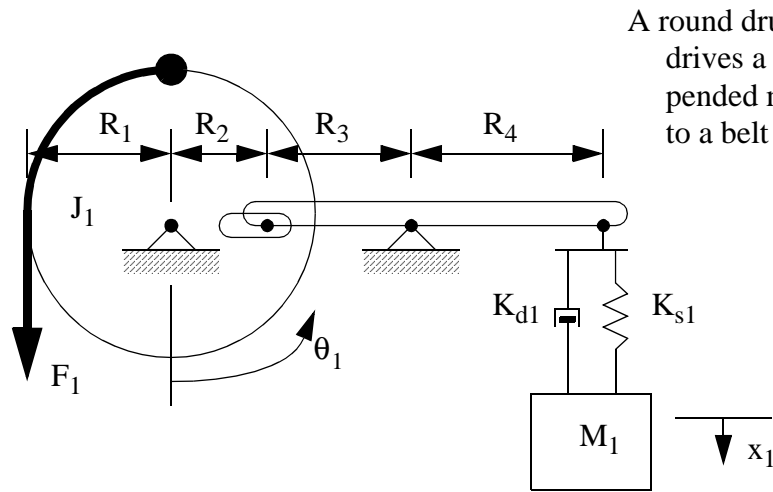 A round dru
drives a
pended
to a belt
R1
R2
R3
R4
J1
Kd1
Ks1
θ1
F1
M1
x1